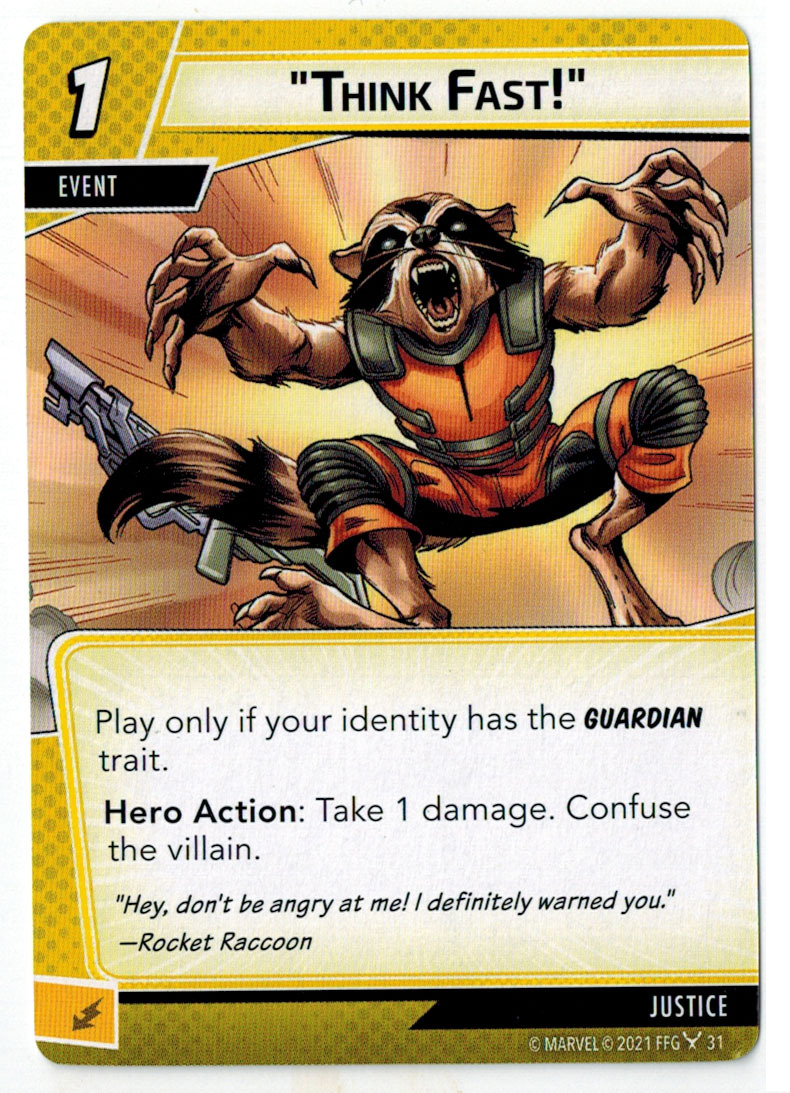 1
"THINK FAST!"
EVENT
Play only if your identity has the GUARDIAN
trait.
Hero Action: Take 1 damage. Confuse
the villain.
"Hey, don't be angry at me! I definitely warned you."
—Rocket Raccoon
JUSTICE
© MARVEL © 2021 FFG 31